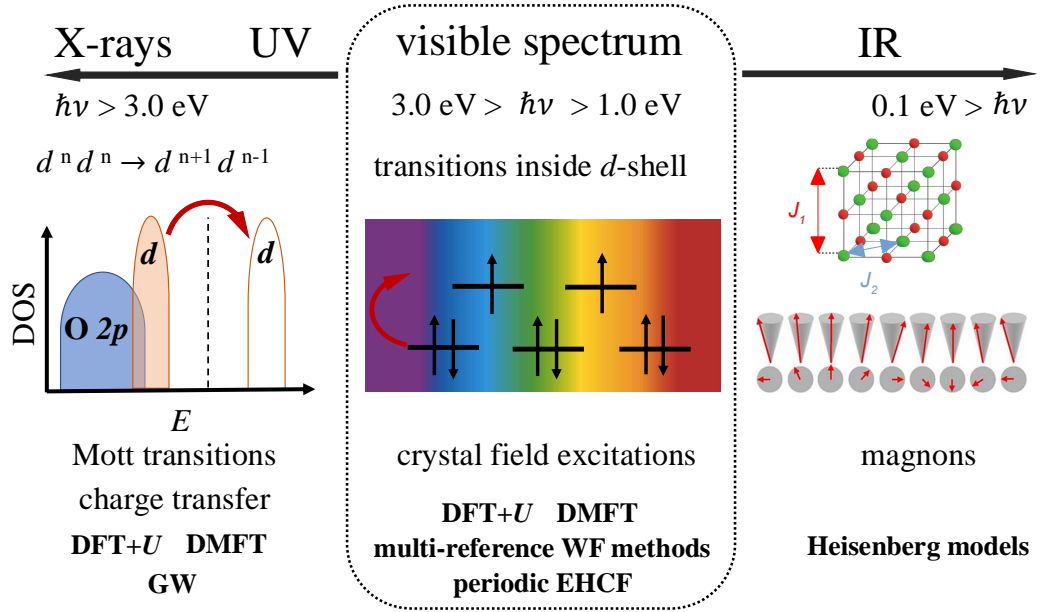 X-rays UV
ℏν > 3.0 eV
d n d n → d n+1 d n-1
DOS
O 2p
d
d
E
Mott transitions
charge transfer
DFT+U DMFT
GW
visible spectrum
3.0 eV > ℏν > 1.0 eV
transitions inside d-shell
crystal field excitations
DFT+U DMFT
multi-reference WF methods
periodic EHCF
IR
0.1 eV > ℏν
J1
J2
magnons
Heisenberg models